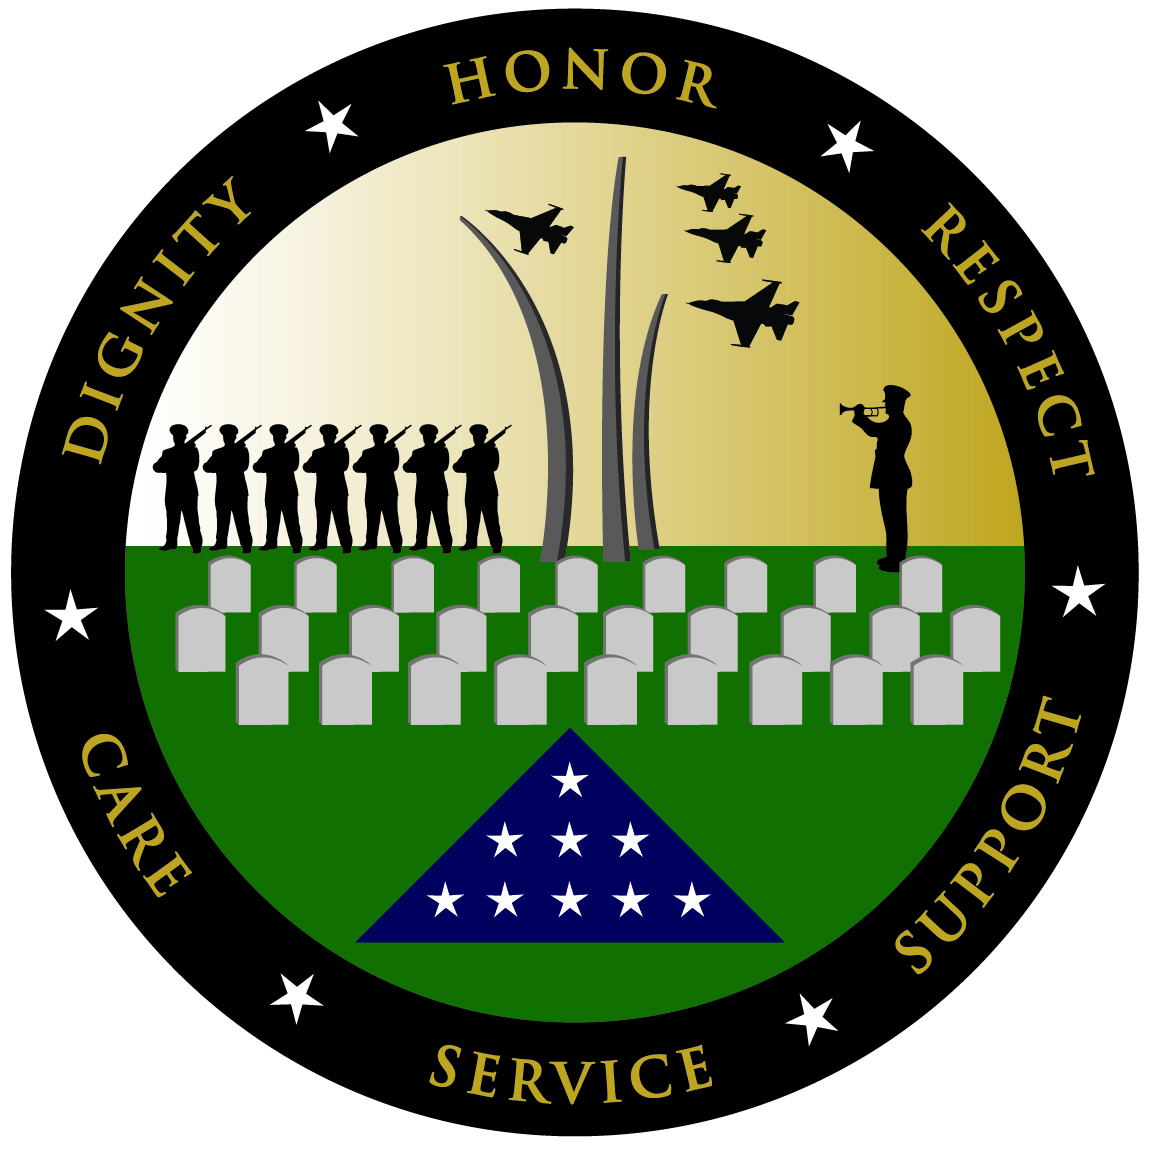 HONOR
RESPECT
SUPPORT
SERVICE
CARE
DIGNITY